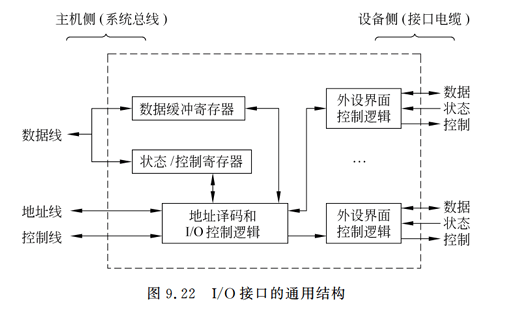 主机侧(系统总线)
设备侧(接口电缆)
数据缓冲寄存器
外设界面
控制逻辑
数据
状态
控制
数据线
状态/控制寄存器
…
地址线
控制线
地址译码和
I/O控制逻辑
外设界面
控制逻辑
数据
状态
控制
图 9.22 I/O接口的通用结构